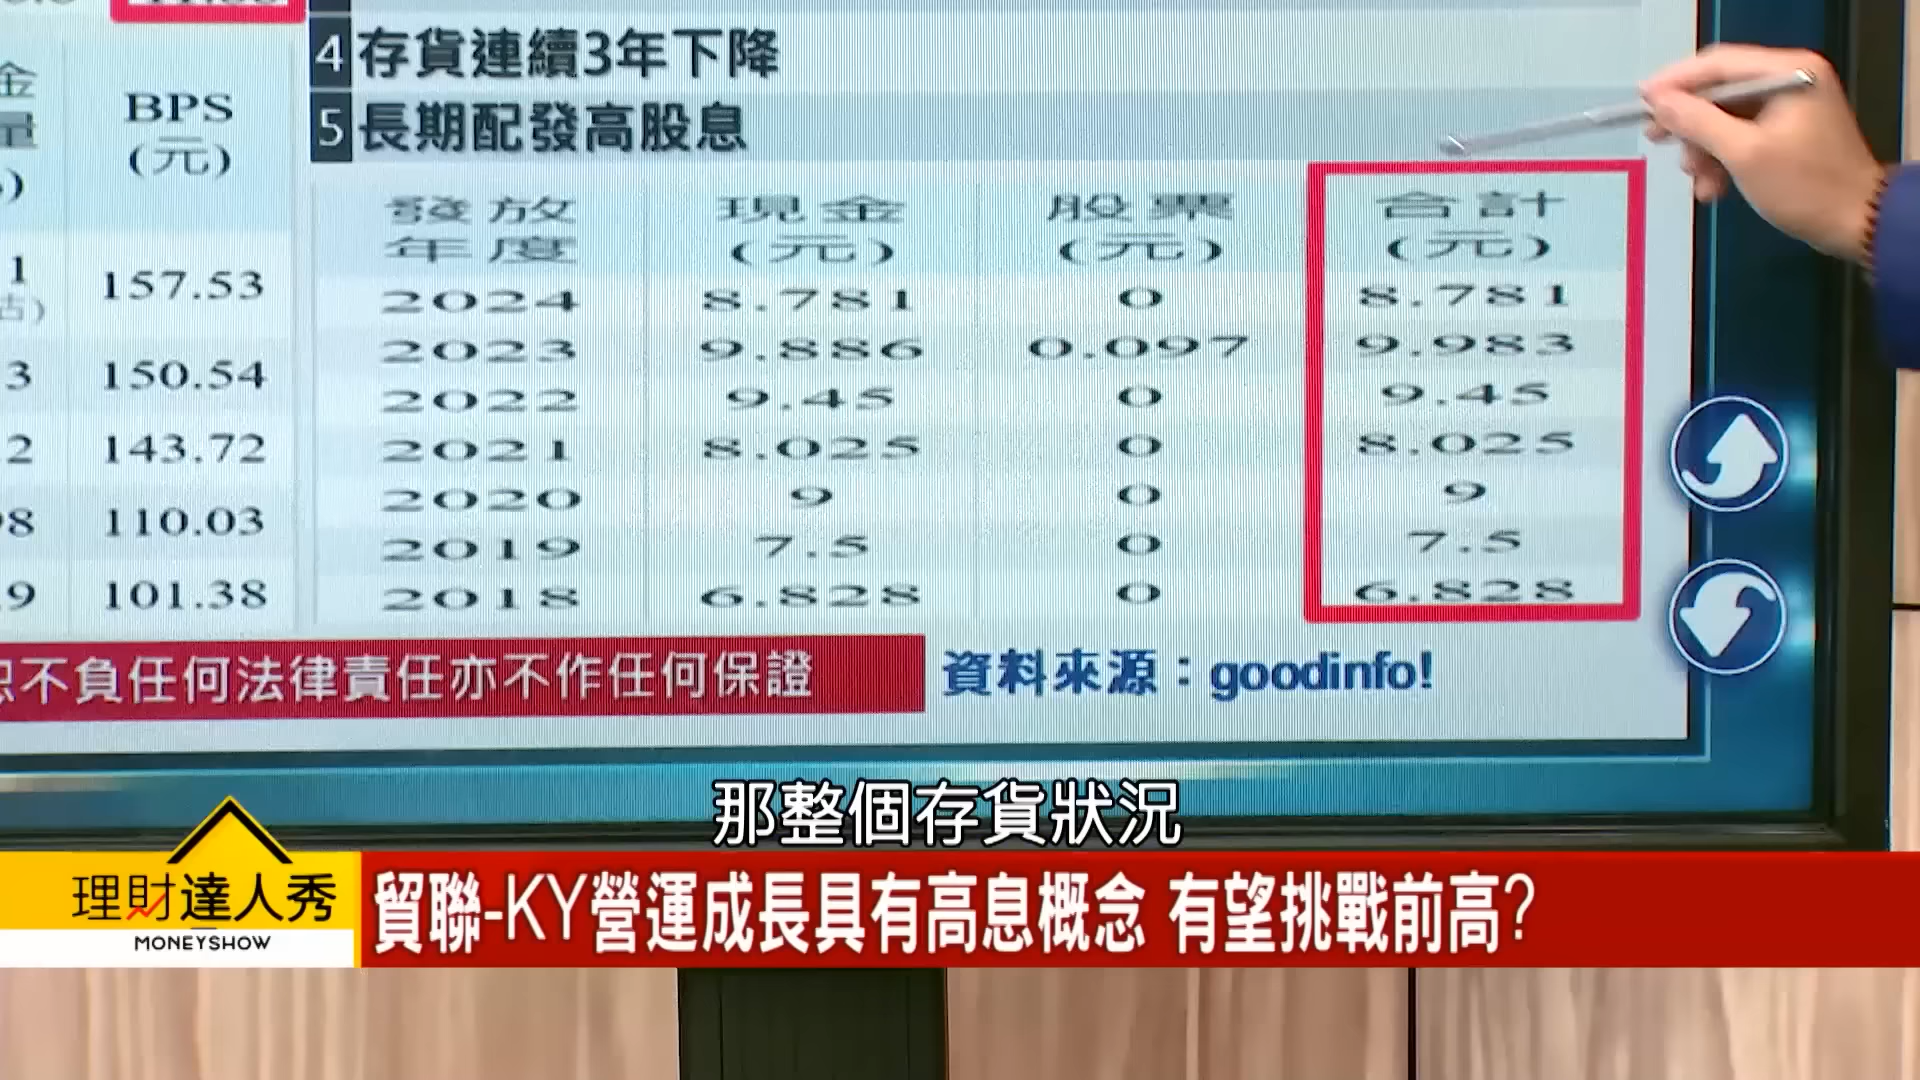 4 存貨連續3年下降
5 長期配發高股息
BPS
(元)
157.53
150.54
143.72
110.03
101.38
發放年度 現金(元) 股票(元) 合計(元)
2024 8.781 0 8.781
2023 9.886 0.097 9.983
2022 9.45 0 9.45
2021 8.025 0 8.025
2020 9 0 9
2019 7.5 0 7.5
2018 6.828 0 6.828
不負任何法律責任亦不作任何保證
資料來源：goodinfo!
那整個存貨狀況
理財達人秀
MONEYSHOW
貿聯-KY營運成長具有高息概念 有望挑戰前高?